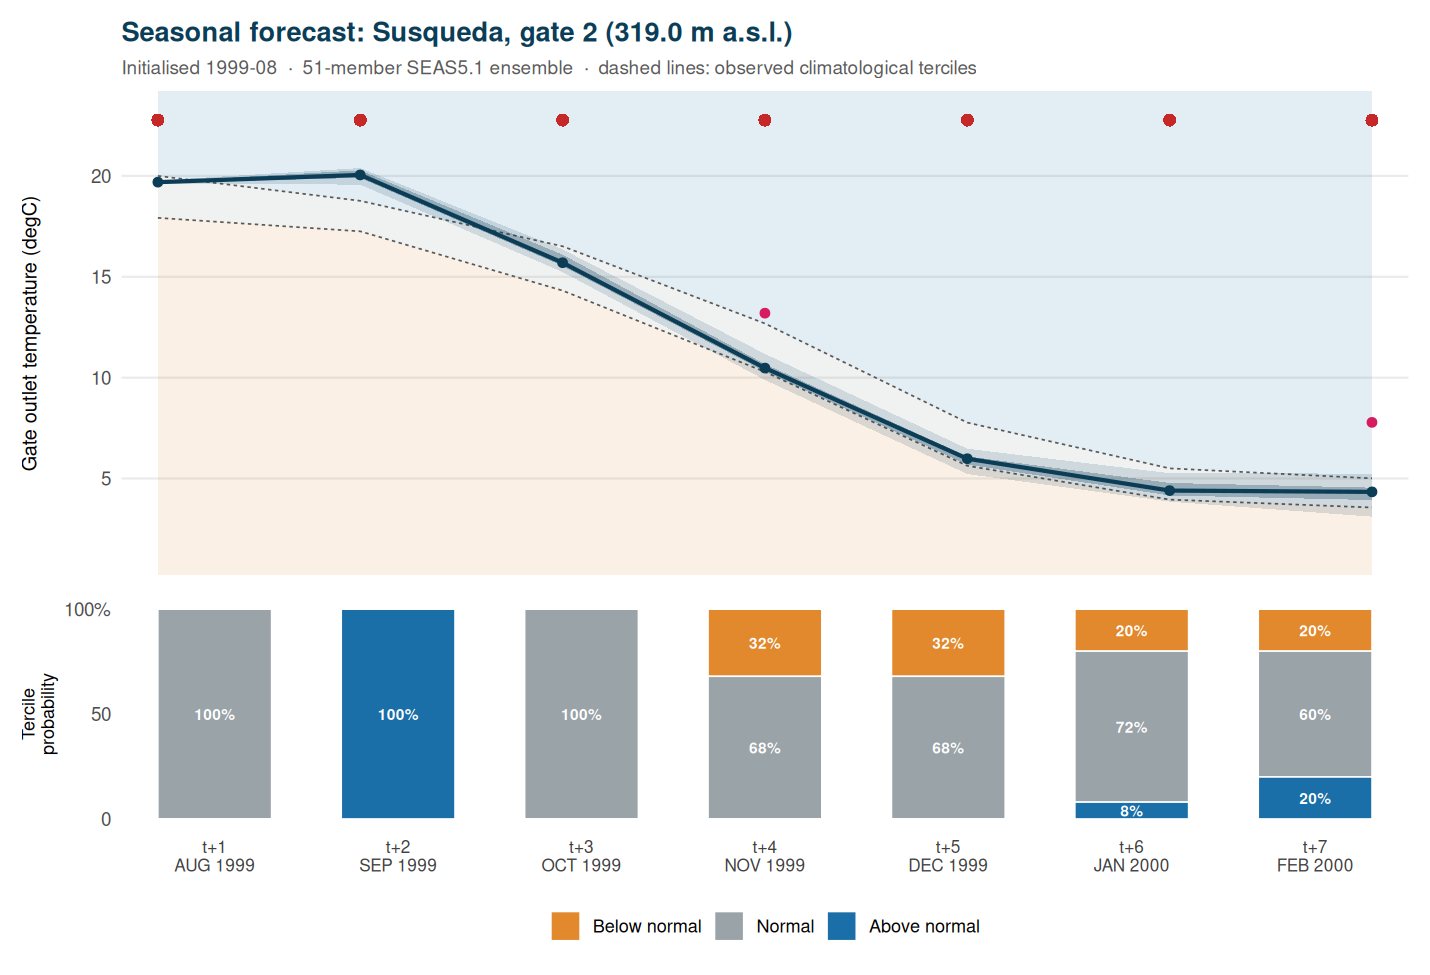 Seasonal forecast: Susqueda, gate 2 (319.0 m a.s.l.)
Initialised 1999-08 · 51-member SEAS5.1 ensemble · dashed lines: observed climatological terciles
Gate outlet temperature (degC)
20
15
10
5
Tercile
probability
100%
50
0
100%
100%
100%
32%
68%
32%
68%
20%
72%
8%
20%
60%
20%
t+1
AUG 1999
t+2
SEP 1999
t+3
OCT 1999
t+4
NOV 1999
t+5
DEC 1999
t+6
JAN 2000
t+7
FEB 2000
Below normal
Normal
Above normal